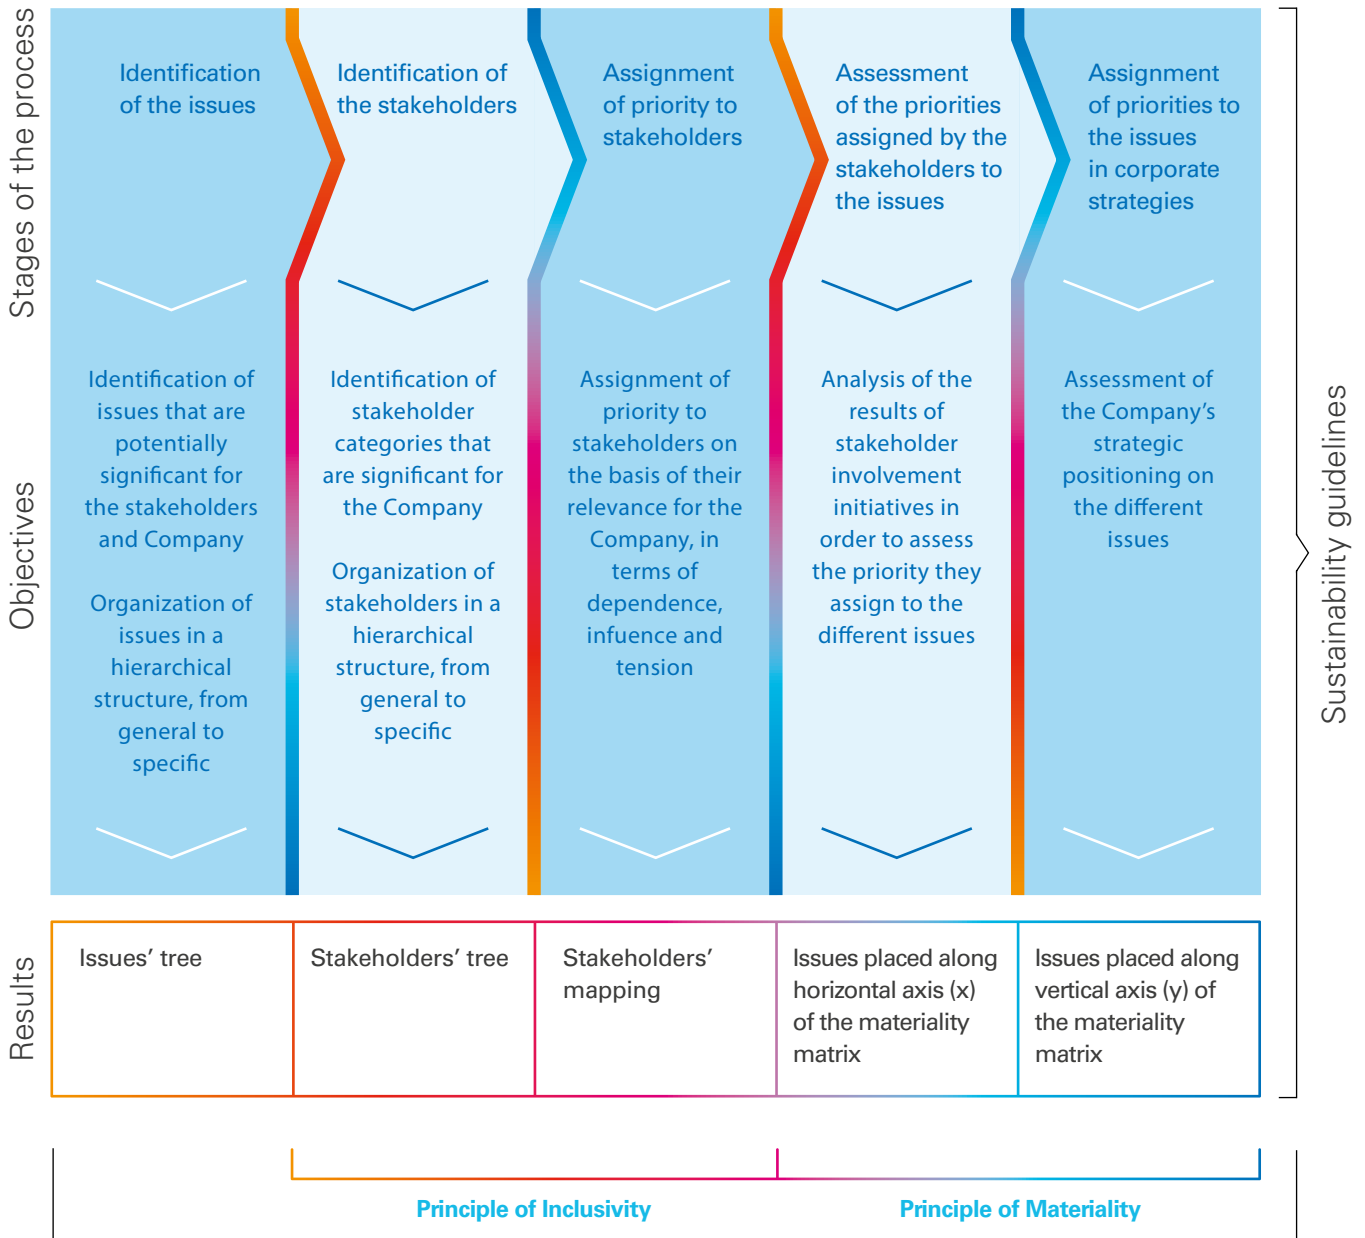 Stages of the process
Identification
of the issues
Identification of
the stakeholders
Assignment
of priority to
stakeholders
Assessment
of the priorities
assigned by the
stakeholders to
the issues
Assignment
of priorities to
the issues
in corporate
strategies
Objectives
Identification of
issues that are
potentially
significant for
the stakeholders
and Company
Organization of
issues in a
hierarchical
structure, from
general to
specific
Identification of
stakeholder
categories that
are significant for
the Company
Organization of
stakeholders in a
hierarchical
structure, from
general to
specific
Assignment of
priority to
stakeholders on
the basis of their
relevance for the
Company, in
terms of
dependence,
infuence and
tension
Analysis of the
results of
stakeholder
involvement
initiatives in
order to assess
the priority they
assign to the
different issues
Assessment of
the Company’s
strategic
positioning on
the different
issues
Results
Issues’ tree
Stakeholders’ tree
Stakeholders’
mapping
Issues placed along
horizontal axis (x)
of the materiality
matrix
Issues placed along
vertical axis (y) of
the materiality
matrix
Sustainability guidelines
Principle of Inclusivity
Principle of Materiality